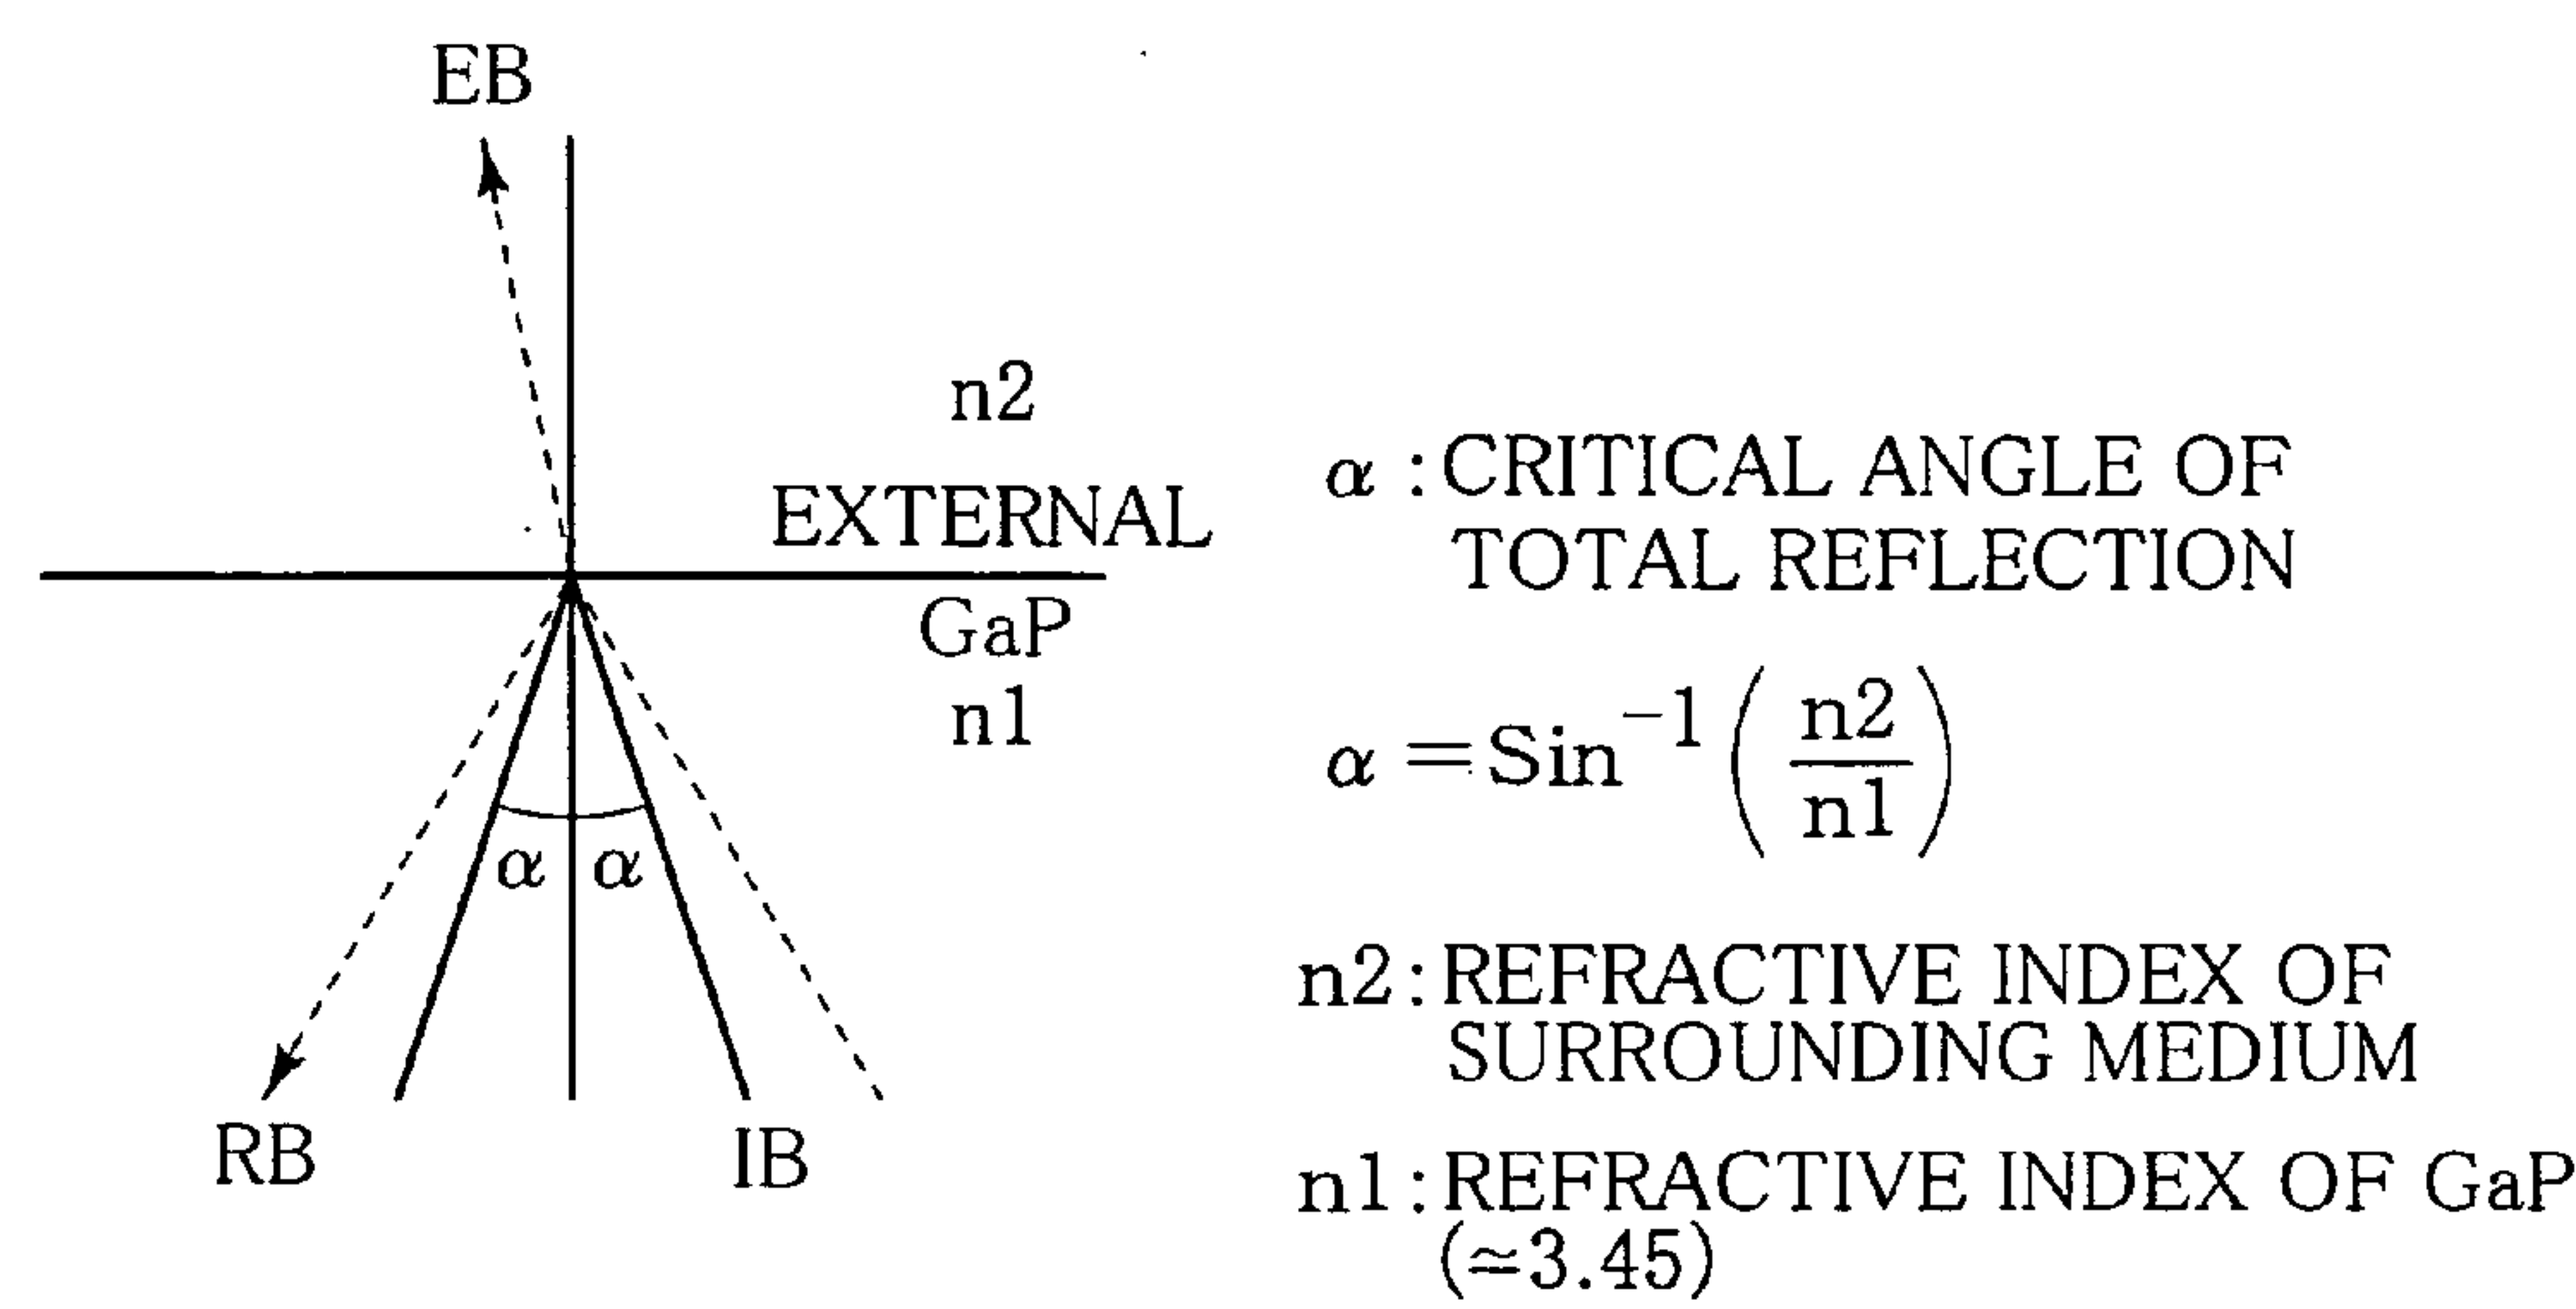 EB
n2
EXTERNAL
GaP
n1
α α
RB
IB
α :CRITICAL ANGLE OF
TOTAL REFLECTION
α =Sin⁻¹ ( n2 / n1 )
n2:REFRACTIVE INDEX OF
SURROUNDING MEDIUM
n1:REFRACTIVE INDEX OF GaP
(≃3.45)